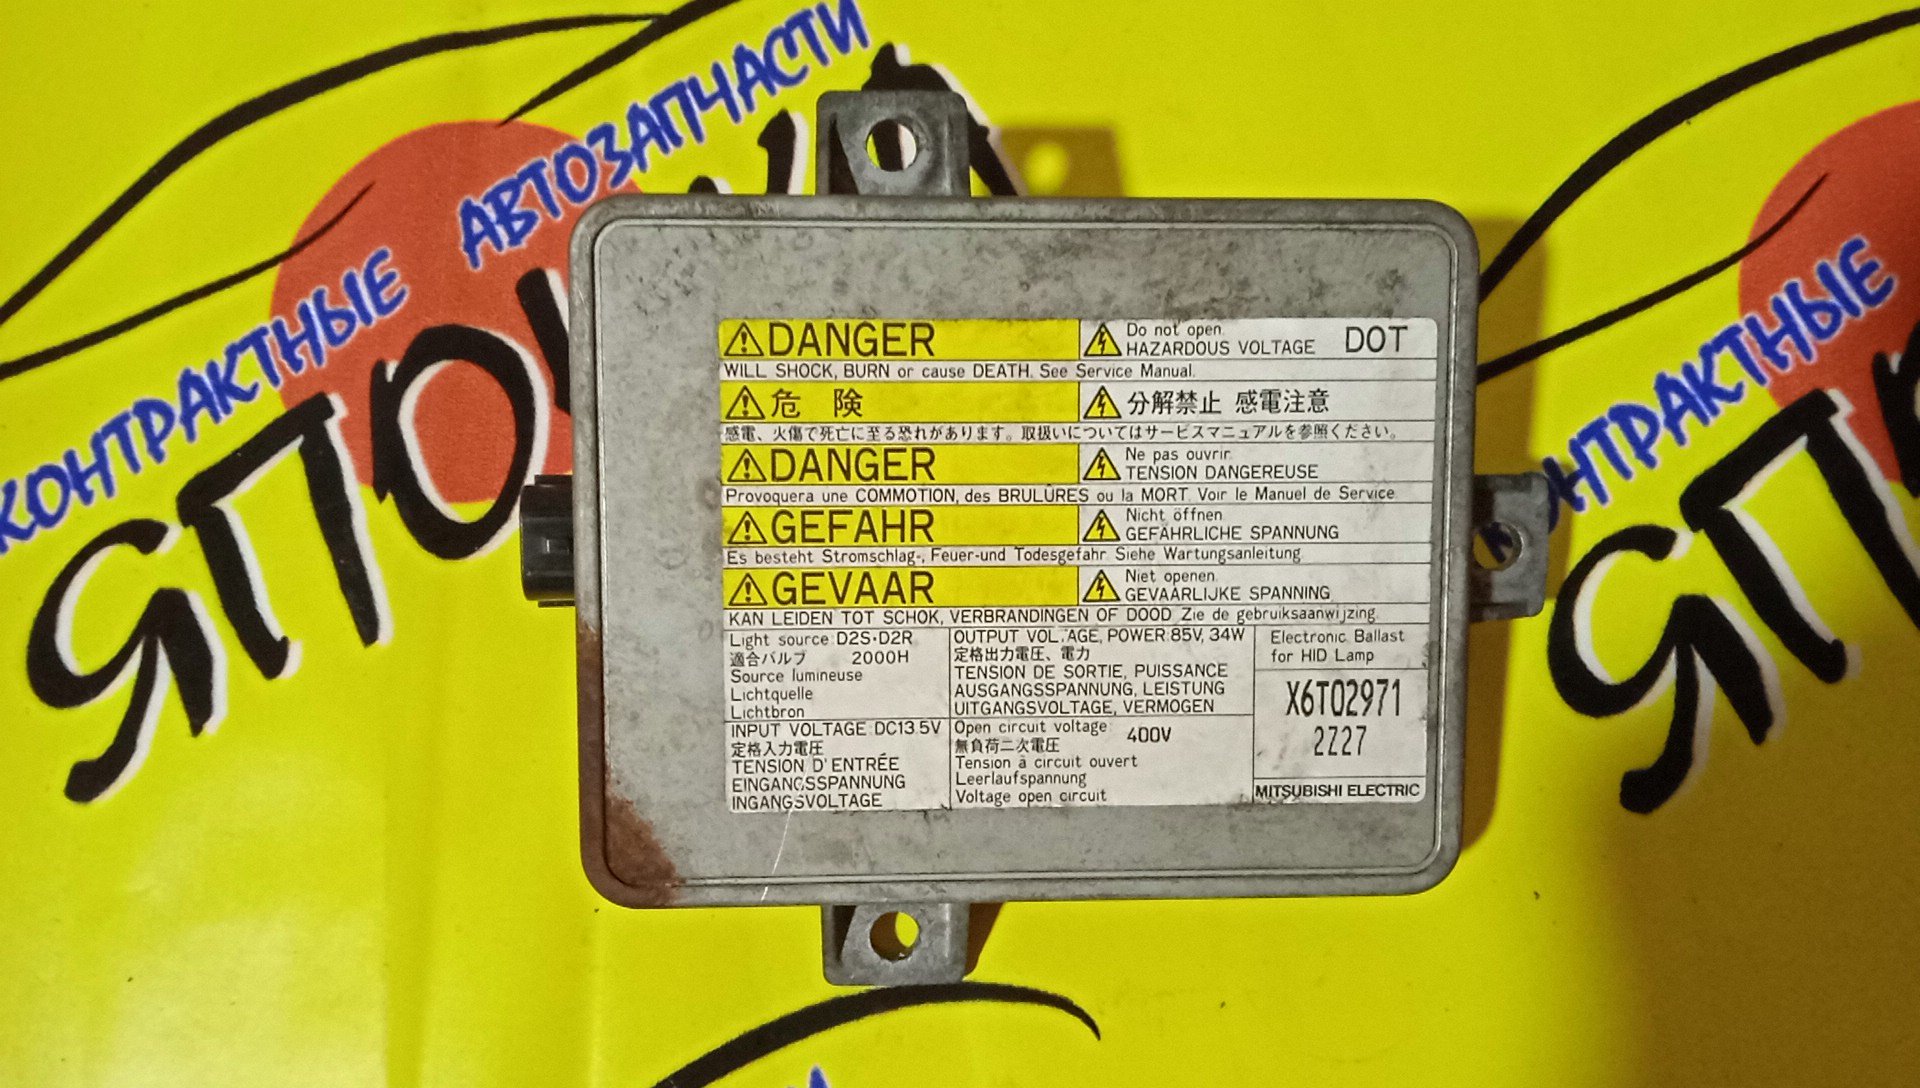 КОНТРАКТНЫЕ АВТОЗАПЧАСТИ
DANGER
Do not open.
HAZARDOUS VOLTAGE
DOT
WILL SHOCK, BURN or cause DEATH. See Service Manual.
危 険
分解禁止 感電注意
感電、火傷で死亡に至る恐れがあります。取扱いについてはサービスマニュアルを参照ください。
DANGER
Ne pas ouvrir.
TENSION DANGEREUSE
Provoquera une COMMOTION, des BRULÛRES ou la MORT. Voir le Manuel de Service.
GEFAHR
Nicht öffnen.
GEFÄHRLICHE SPANNUNG
Es besteht Stromschlag-, Feuer-und Todesgefahr. Siehe Wartungsanleitung.
GEVAAR
Niet openen.
GEVAARLIJKE SPANNING
KAN LEIDEN TOT SCHOK, VERBRANDINGEN OF DOOD. Zie de gebruiksaanwijzing.
Light source D2S·D2R
適合バルブ 2000H
Source lumineuse
Lichtquelle
Lichtbron
OUTPUT VOL.AGE, POWER 85V, 34W
定格出力電圧、電力
TENSION DE SORTIE, PUISSANCE
AUSGANGSSPANNUNG, LEISTUNG
UITGANGSVOLTAGE, VERMOGEN
Electronic Ballast
for HID Lamp
X6T02971
2Z27
MITSUBISHI ELECTRIC
INPUT VOLTAGE DC13.5V
定格入力電圧
TENSION D'ENTRÉE
EINGANGSSPANNUNG
INGANGSVOLTAGE
Open circuit voltage 400V
無負荷二次電圧
Tension à circuit ouvert
Leerlaufspannung
Voltage open circuit
КОНТРАКТНЫЕ